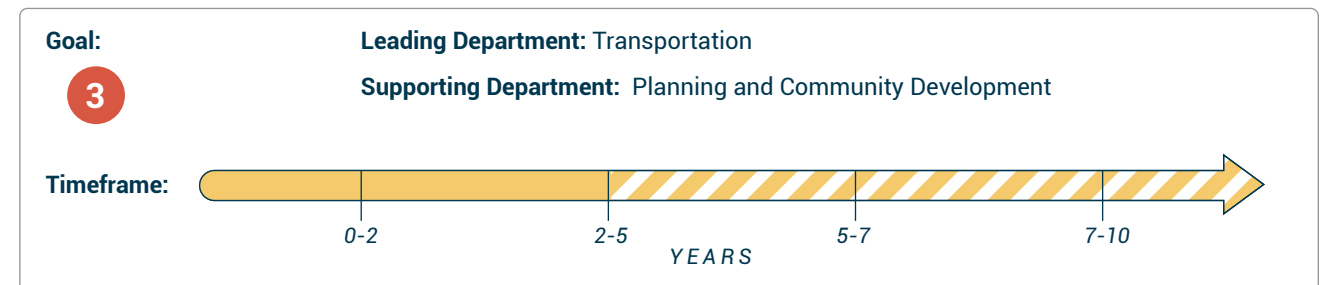 Goal:
Leading Department: Transportation
3
Supporting Department: Planning and Community Development
Timeframe:
0-2 2-5 5-7 7-10
YEARS